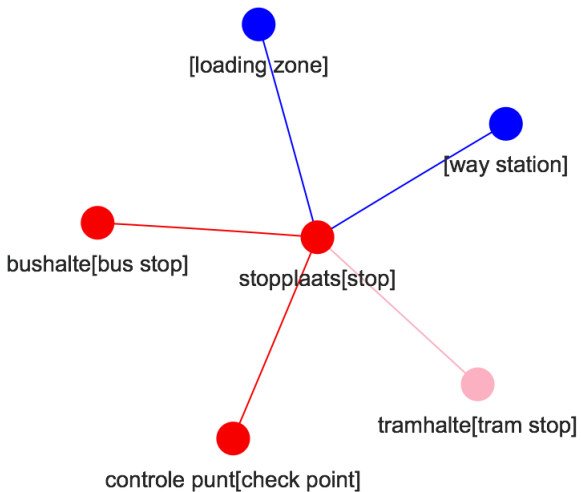 [loading zone]
[way station]
bushalte[bus stop]
stopplaats[stop]
tramhalte[tram stop]
controle punt[check point]